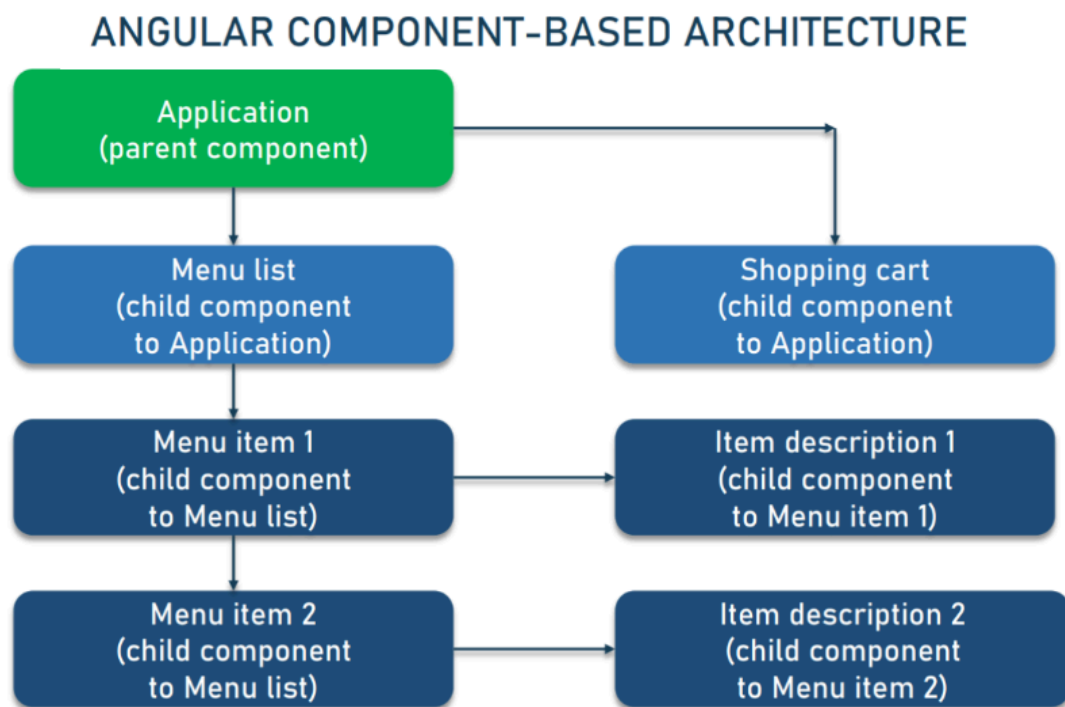 ANGULAR COMPONENT-BASED ARCHITECTURE
Application
(parent component)
Menu list
(child component
to Application)
Shopping cart
(child component
to Application)
Menu item 1
(child component
to Menu list)
Item description 1
(child component
to Menu item 1)
Menu item 2
(child component
to Menu list)
Item description 2
(child component
to Menu item 2)